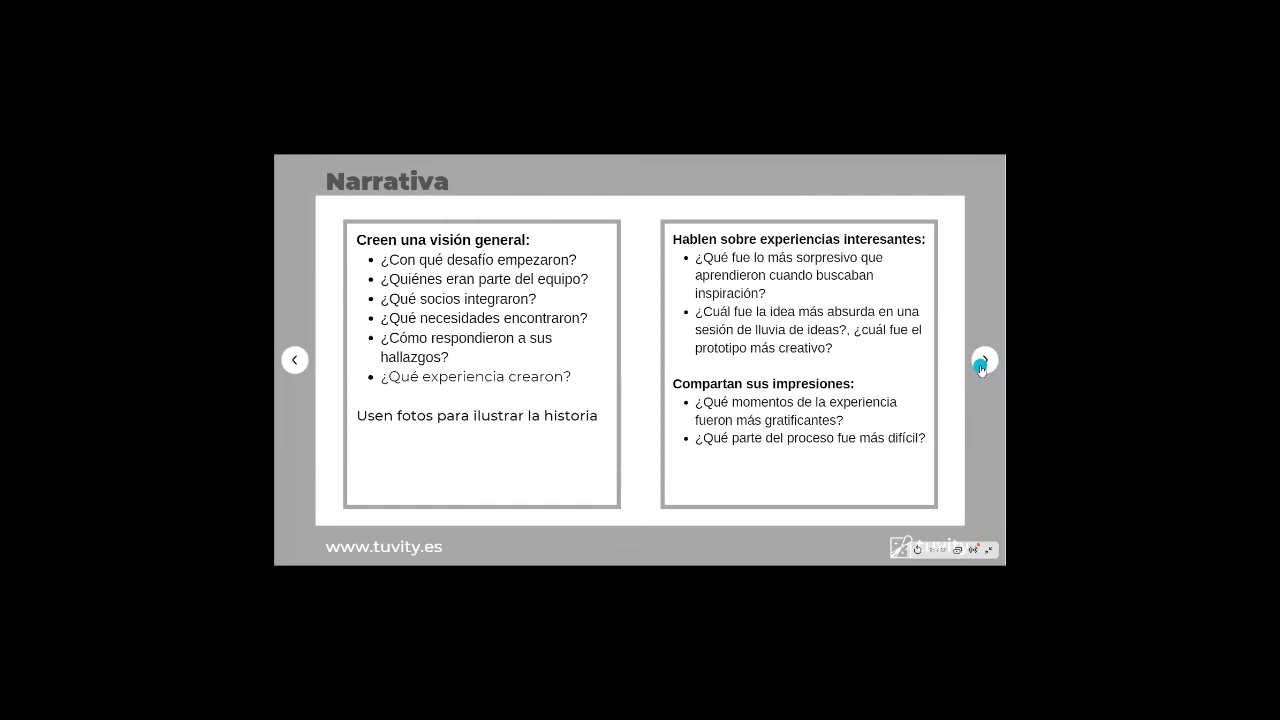 Narrativa
Creen una visión general:
¿Con qué desafío empezaron?
¿Quiénes eran parte del equipo?
¿Qué socios integraron?
¿Qué necesidades encontraron?
¿Cómo respondieron a sus
hallazgos?
¿Qué experiencia crearon?
Usen fotos para ilustrar la historia
Hablen sobre experiencias interesantes:
¿Qué fue lo más sorpresivo que
aprendieron cuando buscaban
inspiración?
¿Cuál fue la idea más absurda en una
sesión de lluvia de ideas?, ¿cuál fue el
prototipo más creativo?
Compartan sus impresiones:
¿Qué momentos de la experiencia
fueron más gratificantes?
¿Qué parte del proceso fue más difícil?
www.tuvity.es